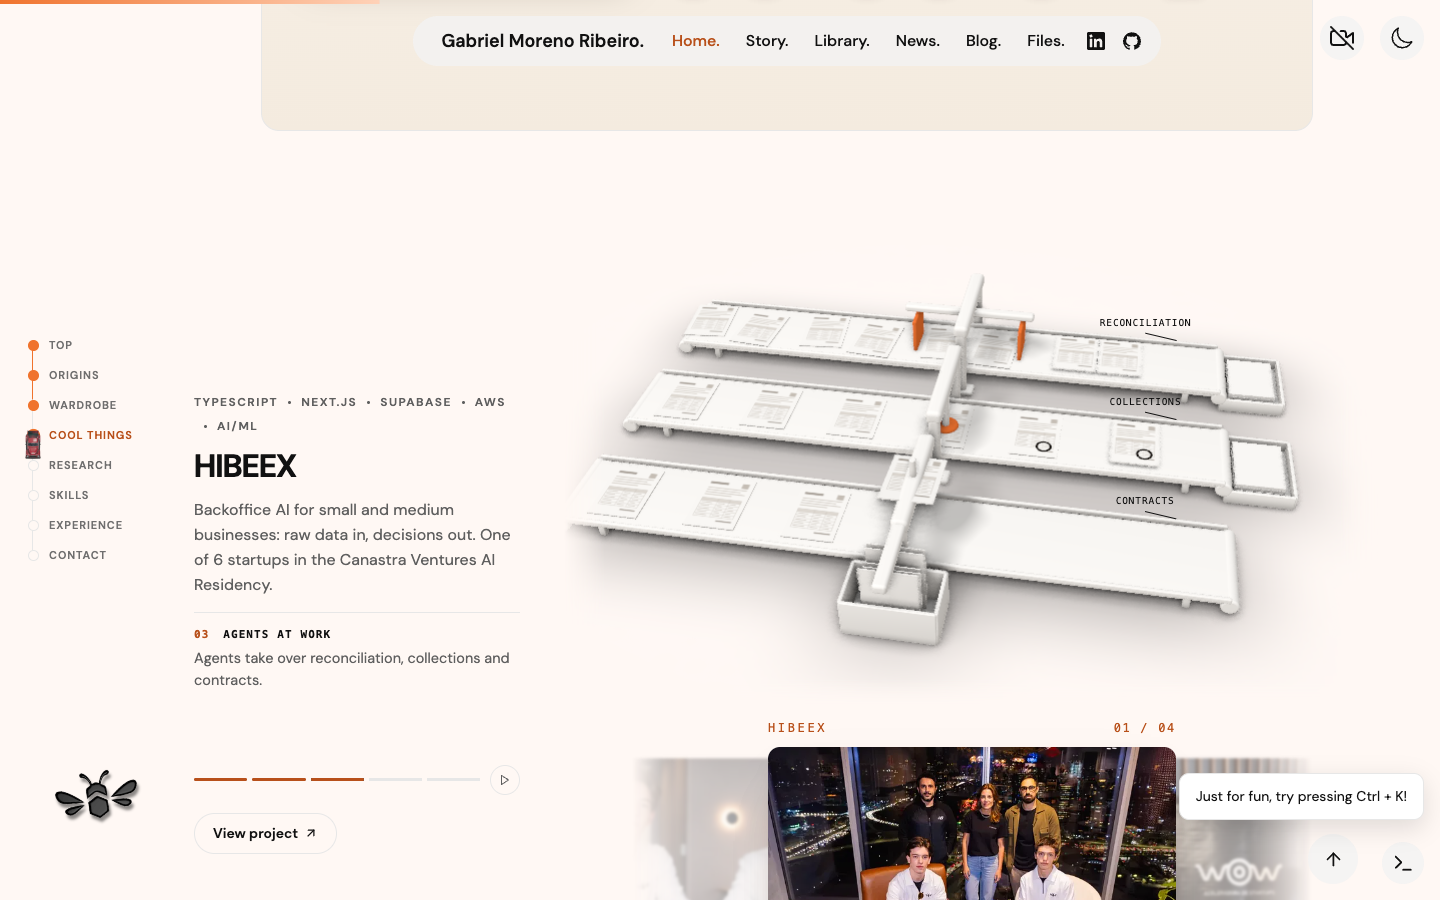 Gabriel Moreno Ribeiro.
Home.
Story.
Library.
News.
Blog.
Files.
TOP
ORIGINS
WARDROBE
COOL THINGS
RESEARCH
SKILLS
EXPERIENCE
CONTACT
TYPESCRIPT • NEXT.JS • SUPABASE • AWS
• AI/ML
HIBEEX
Backoffice AI for small and medium
businesses: raw data in, decisions out. One
of 6 startups in the Canastra Ventures AI
Residency.
03 AGENTS AT WORK
Agents take over reconciliation, collections and
contracts.
View project
RECONCILIATION
COLLECTIONS
CONTRACTS
HIBEEX
01 / 04
WOW
Just for fun, try pressing Ctrl + K!